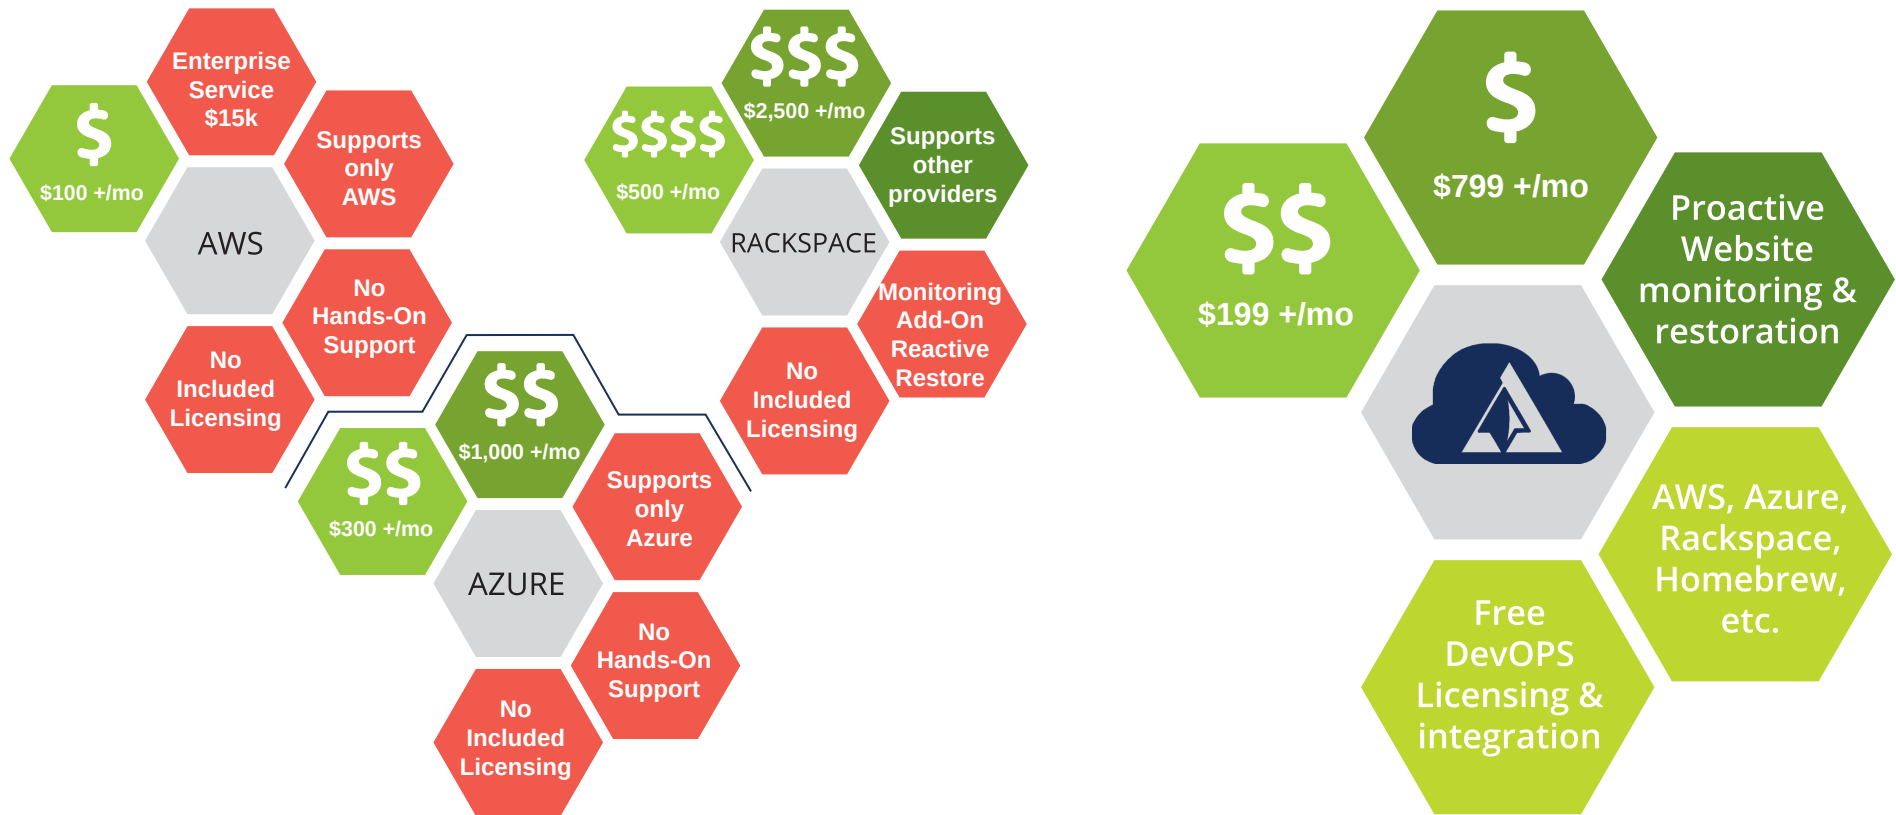 Enterprise
Service
$15k
$
$100 +/mo
Supports
only
AWS
AWS
No
Hands-On
Support
No
Included
Licensing
$$$
$2,500 +/mo
$$$$
$500 +/mo
Supports
other
providers
RACKSPACE
Monitoring
Add-On
Reactive
Restore
No
Included
Licensing
$$
$1,000 +/mo
$$
$300 +/mo
Supports
only
Azure
AZURE
No
Hands-On
Support
No
Included
Licensing
$
$799 +/mo
$$
$199 +/mo
Proactive
Website
monitoring &
restoration
AWS, Azure,
Rackspace,
Homebrew,
etc.
Free
DevOPS
Licensing &
integration